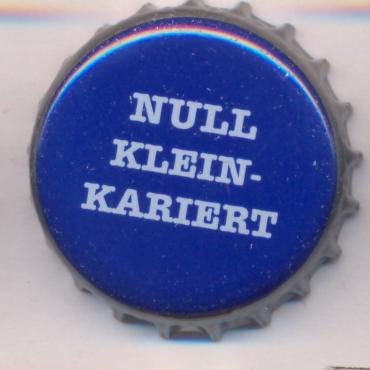 NULL
KLEIN-
KARIERT